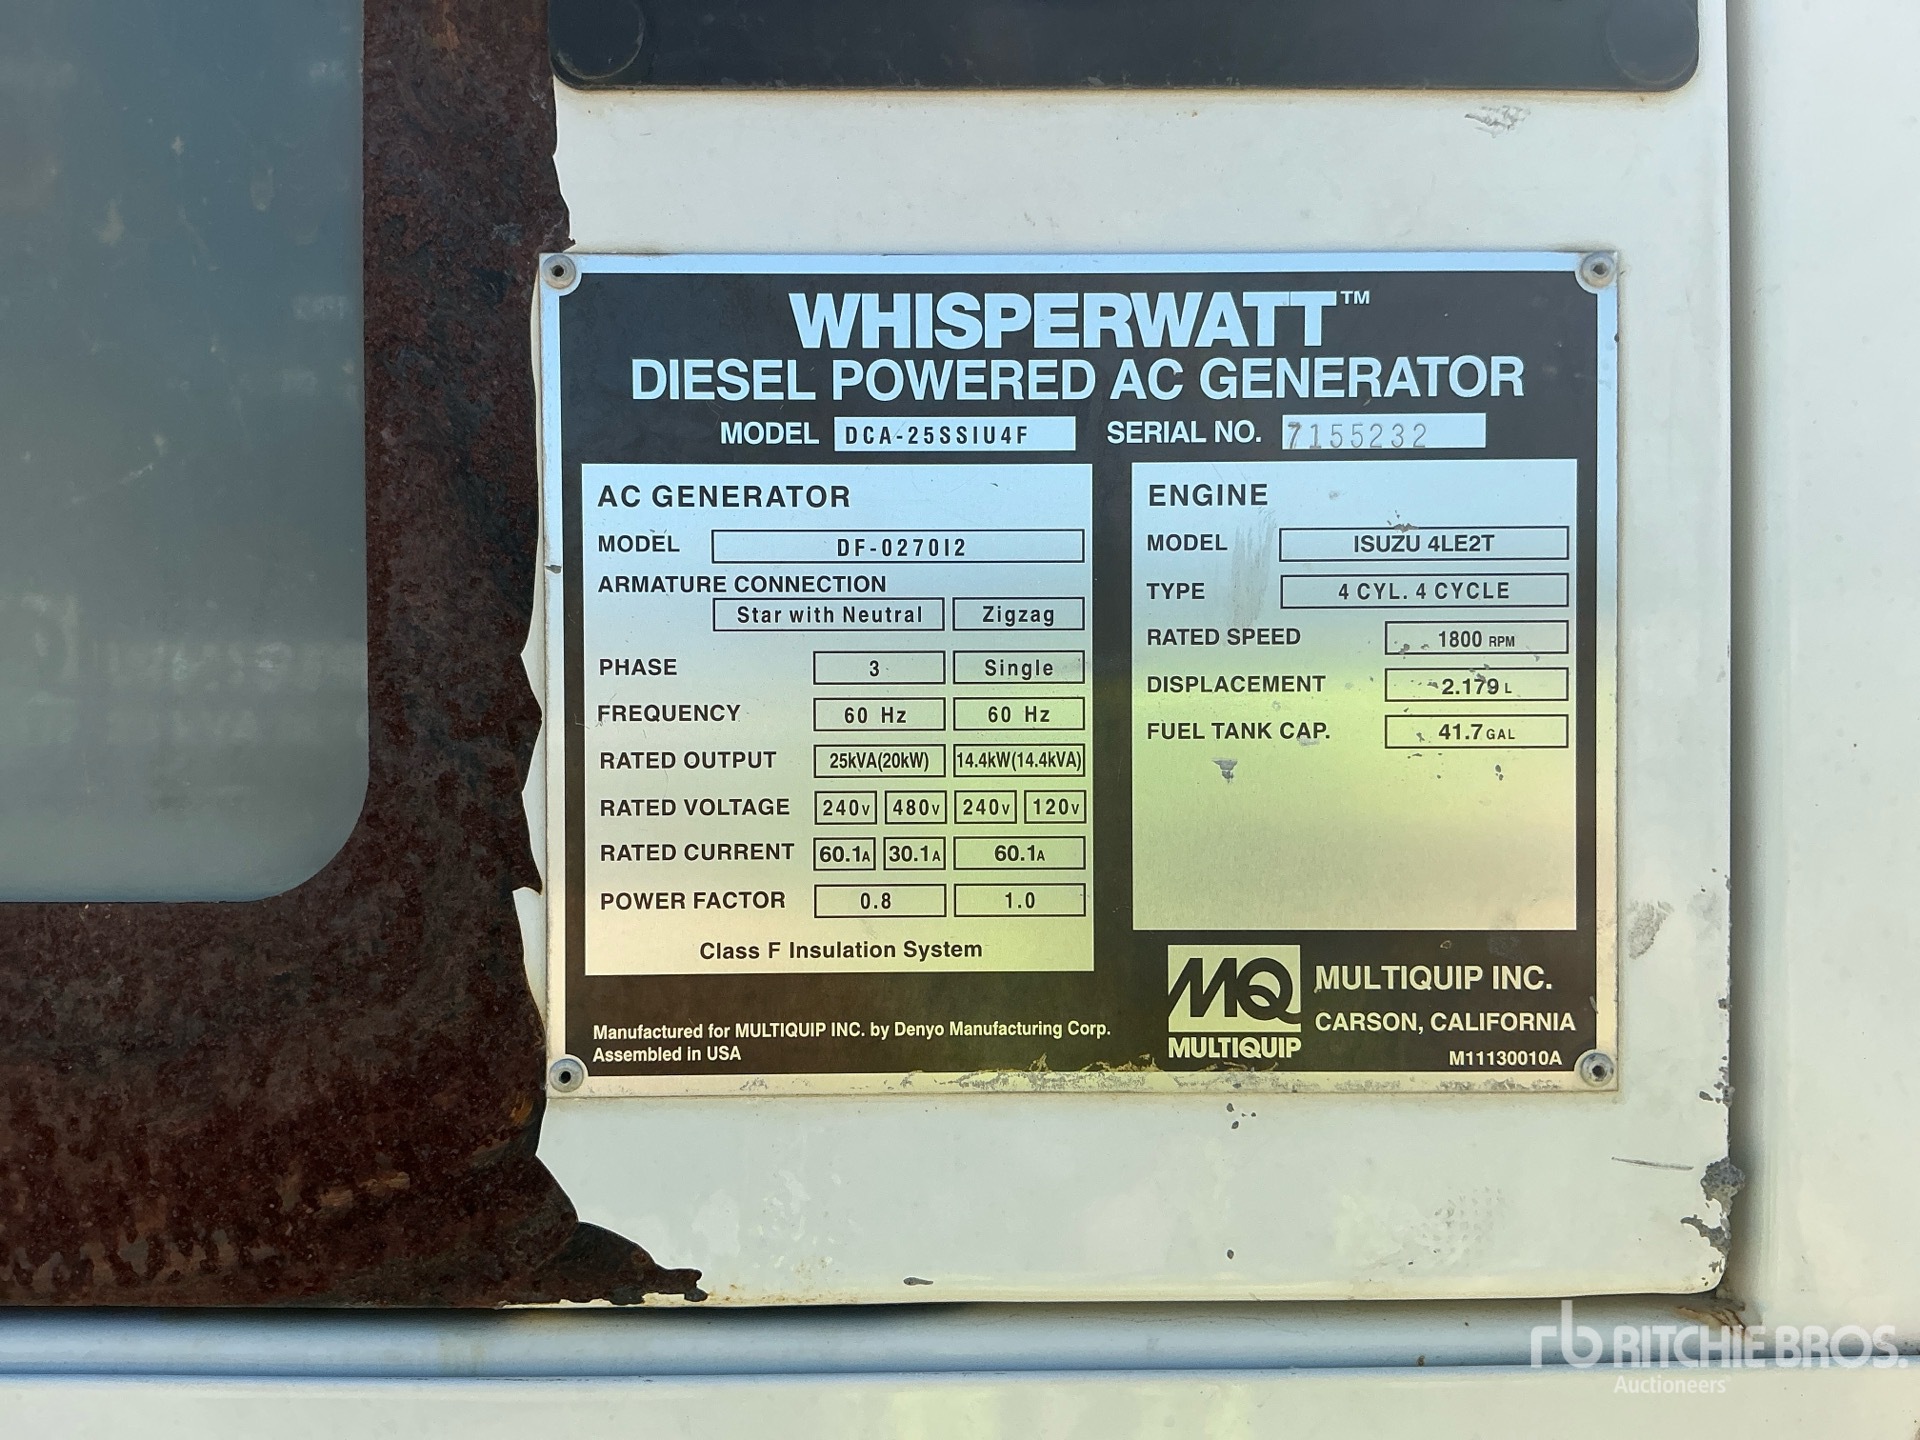 WHISPERWATT™
DIESEL POWERED AC GENERATOR
MODEL DCA-25SSIU4F SERIAL NO. 7155232
AC GENERATOR
MODEL DF-0270I2
ARMATURE CONNECTION
Star with Neutral Zigzag
PHASE 3 Single
FREQUENCY 60 Hz 60 Hz
RATED OUTPUT 25kVA(20kW) 14.4kW(14.4kVA)
RATED VOLTAGE 240V 480V 240V 120V
RATED CURRENT 60.1A 30.1A 60.1A
POWER FACTOR 0.8 1.0
Class F Insulation System
ENGINE
MODEL ISUZU 4LE2T
TYPE 4 CYL. 4 CYCLE
RATED SPEED 1800 RPM
DISPLACEMENT 2.179 L
FUEL TANK CAP. 41.7 GAL
Manufactured for MULTIQUIP INC. by Denyo Manufacturing Corp.
Assembled in USA
MQ
MULTIQUIP
MULTIQUIP INC.
CARSON, CALIFORNIA
M11130010A
rb RITCHIE BROS.
Auctioneers